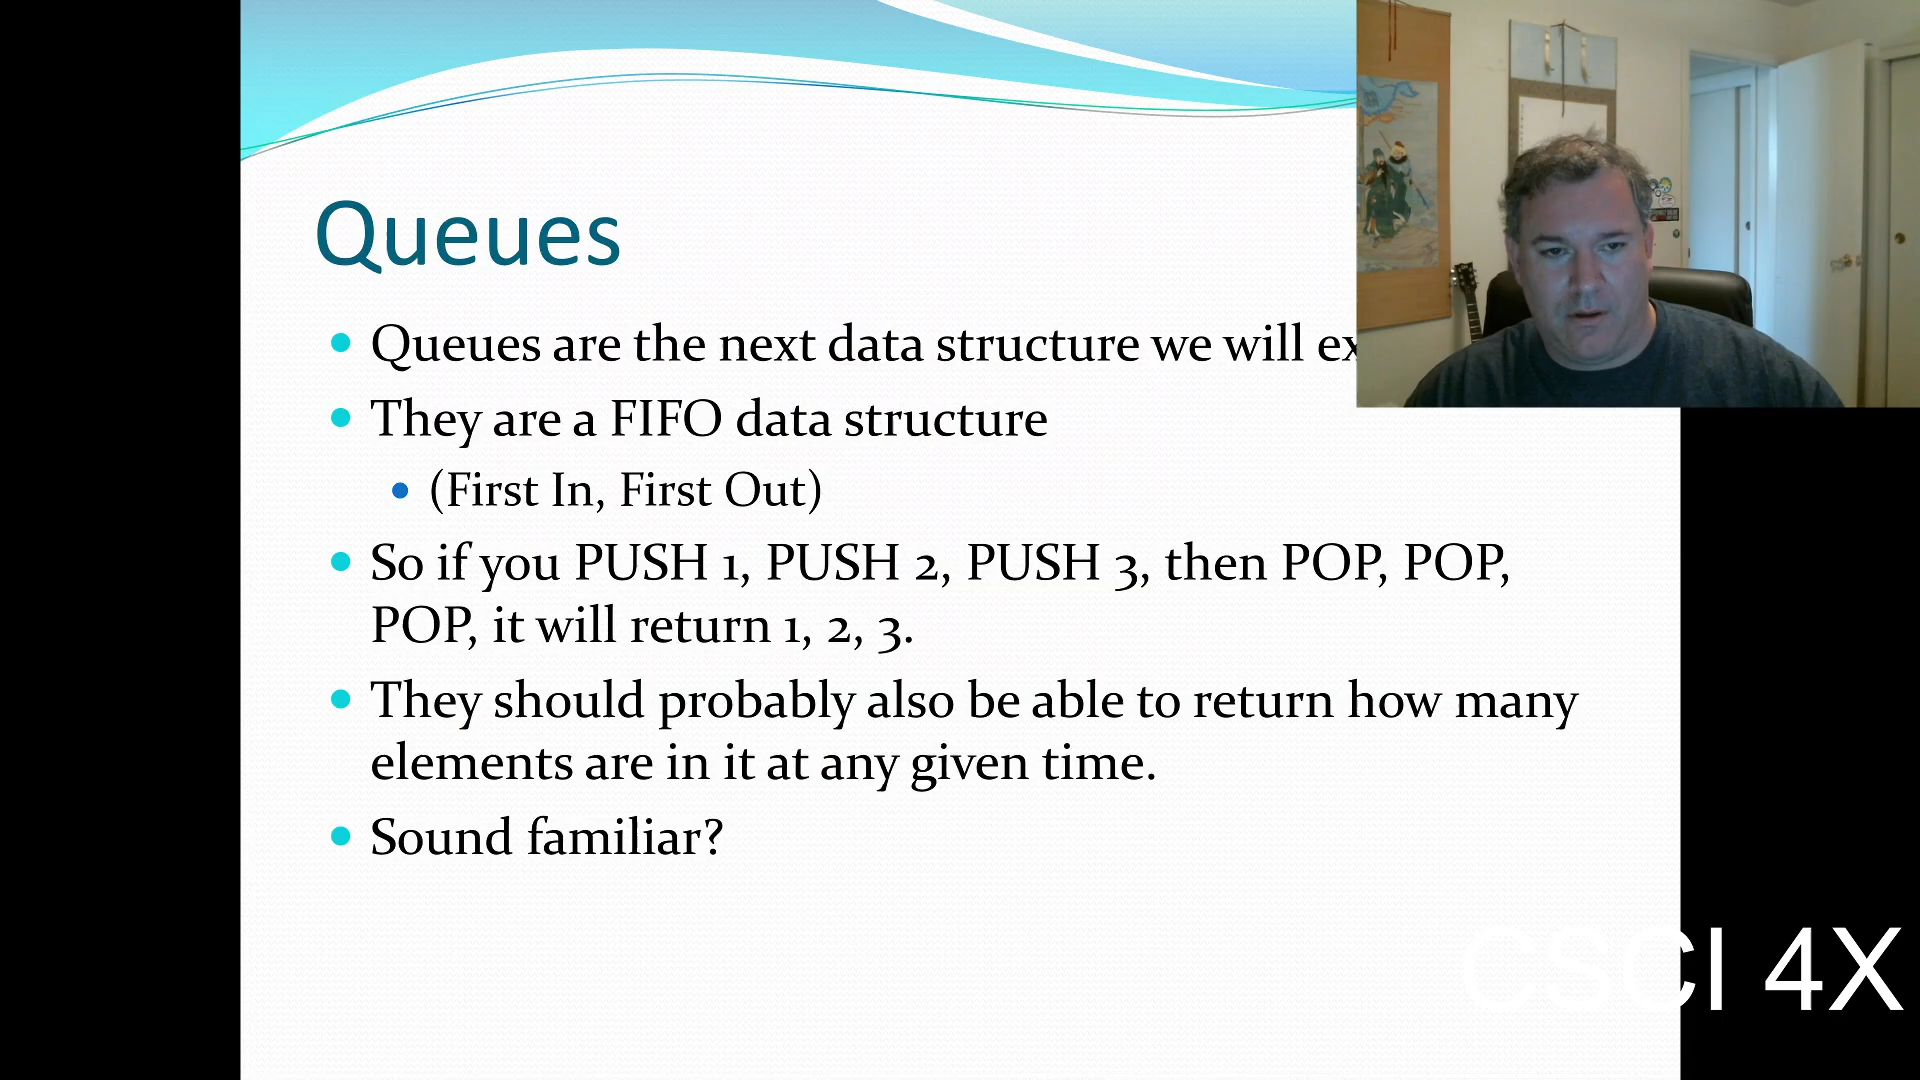 Queues
Queues are the next data structure we will
They are a FIFO data structure
(First In, First Out)
So if you PUSH 1, PUSH 2, PUSH 3, then POP, POP,
POP, it will return 1, 2, 3.
They should probably also be able to return how many
elements are in it at any given time.
Sound familiar?
CSCI 4X